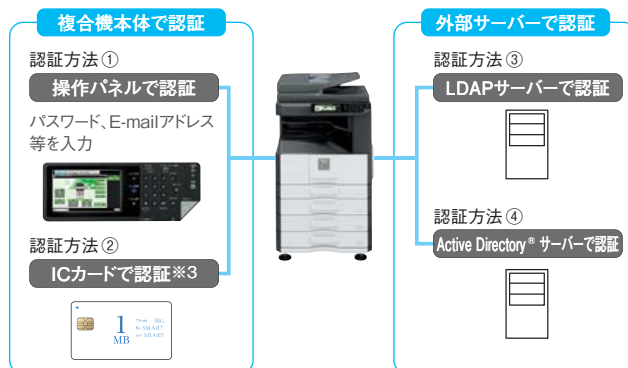 複合機本体で認証
認証方法①
操作パネルで認証
パスワード、E-mailアドレス
等を入力
認証方法②
ICカードで認証※3
1
MB
Think BIG
be SMART
外部サーバーで認証
認証方法③
LDAPサーバーで認証
認証方法④
Active Directory® サーバーで認証